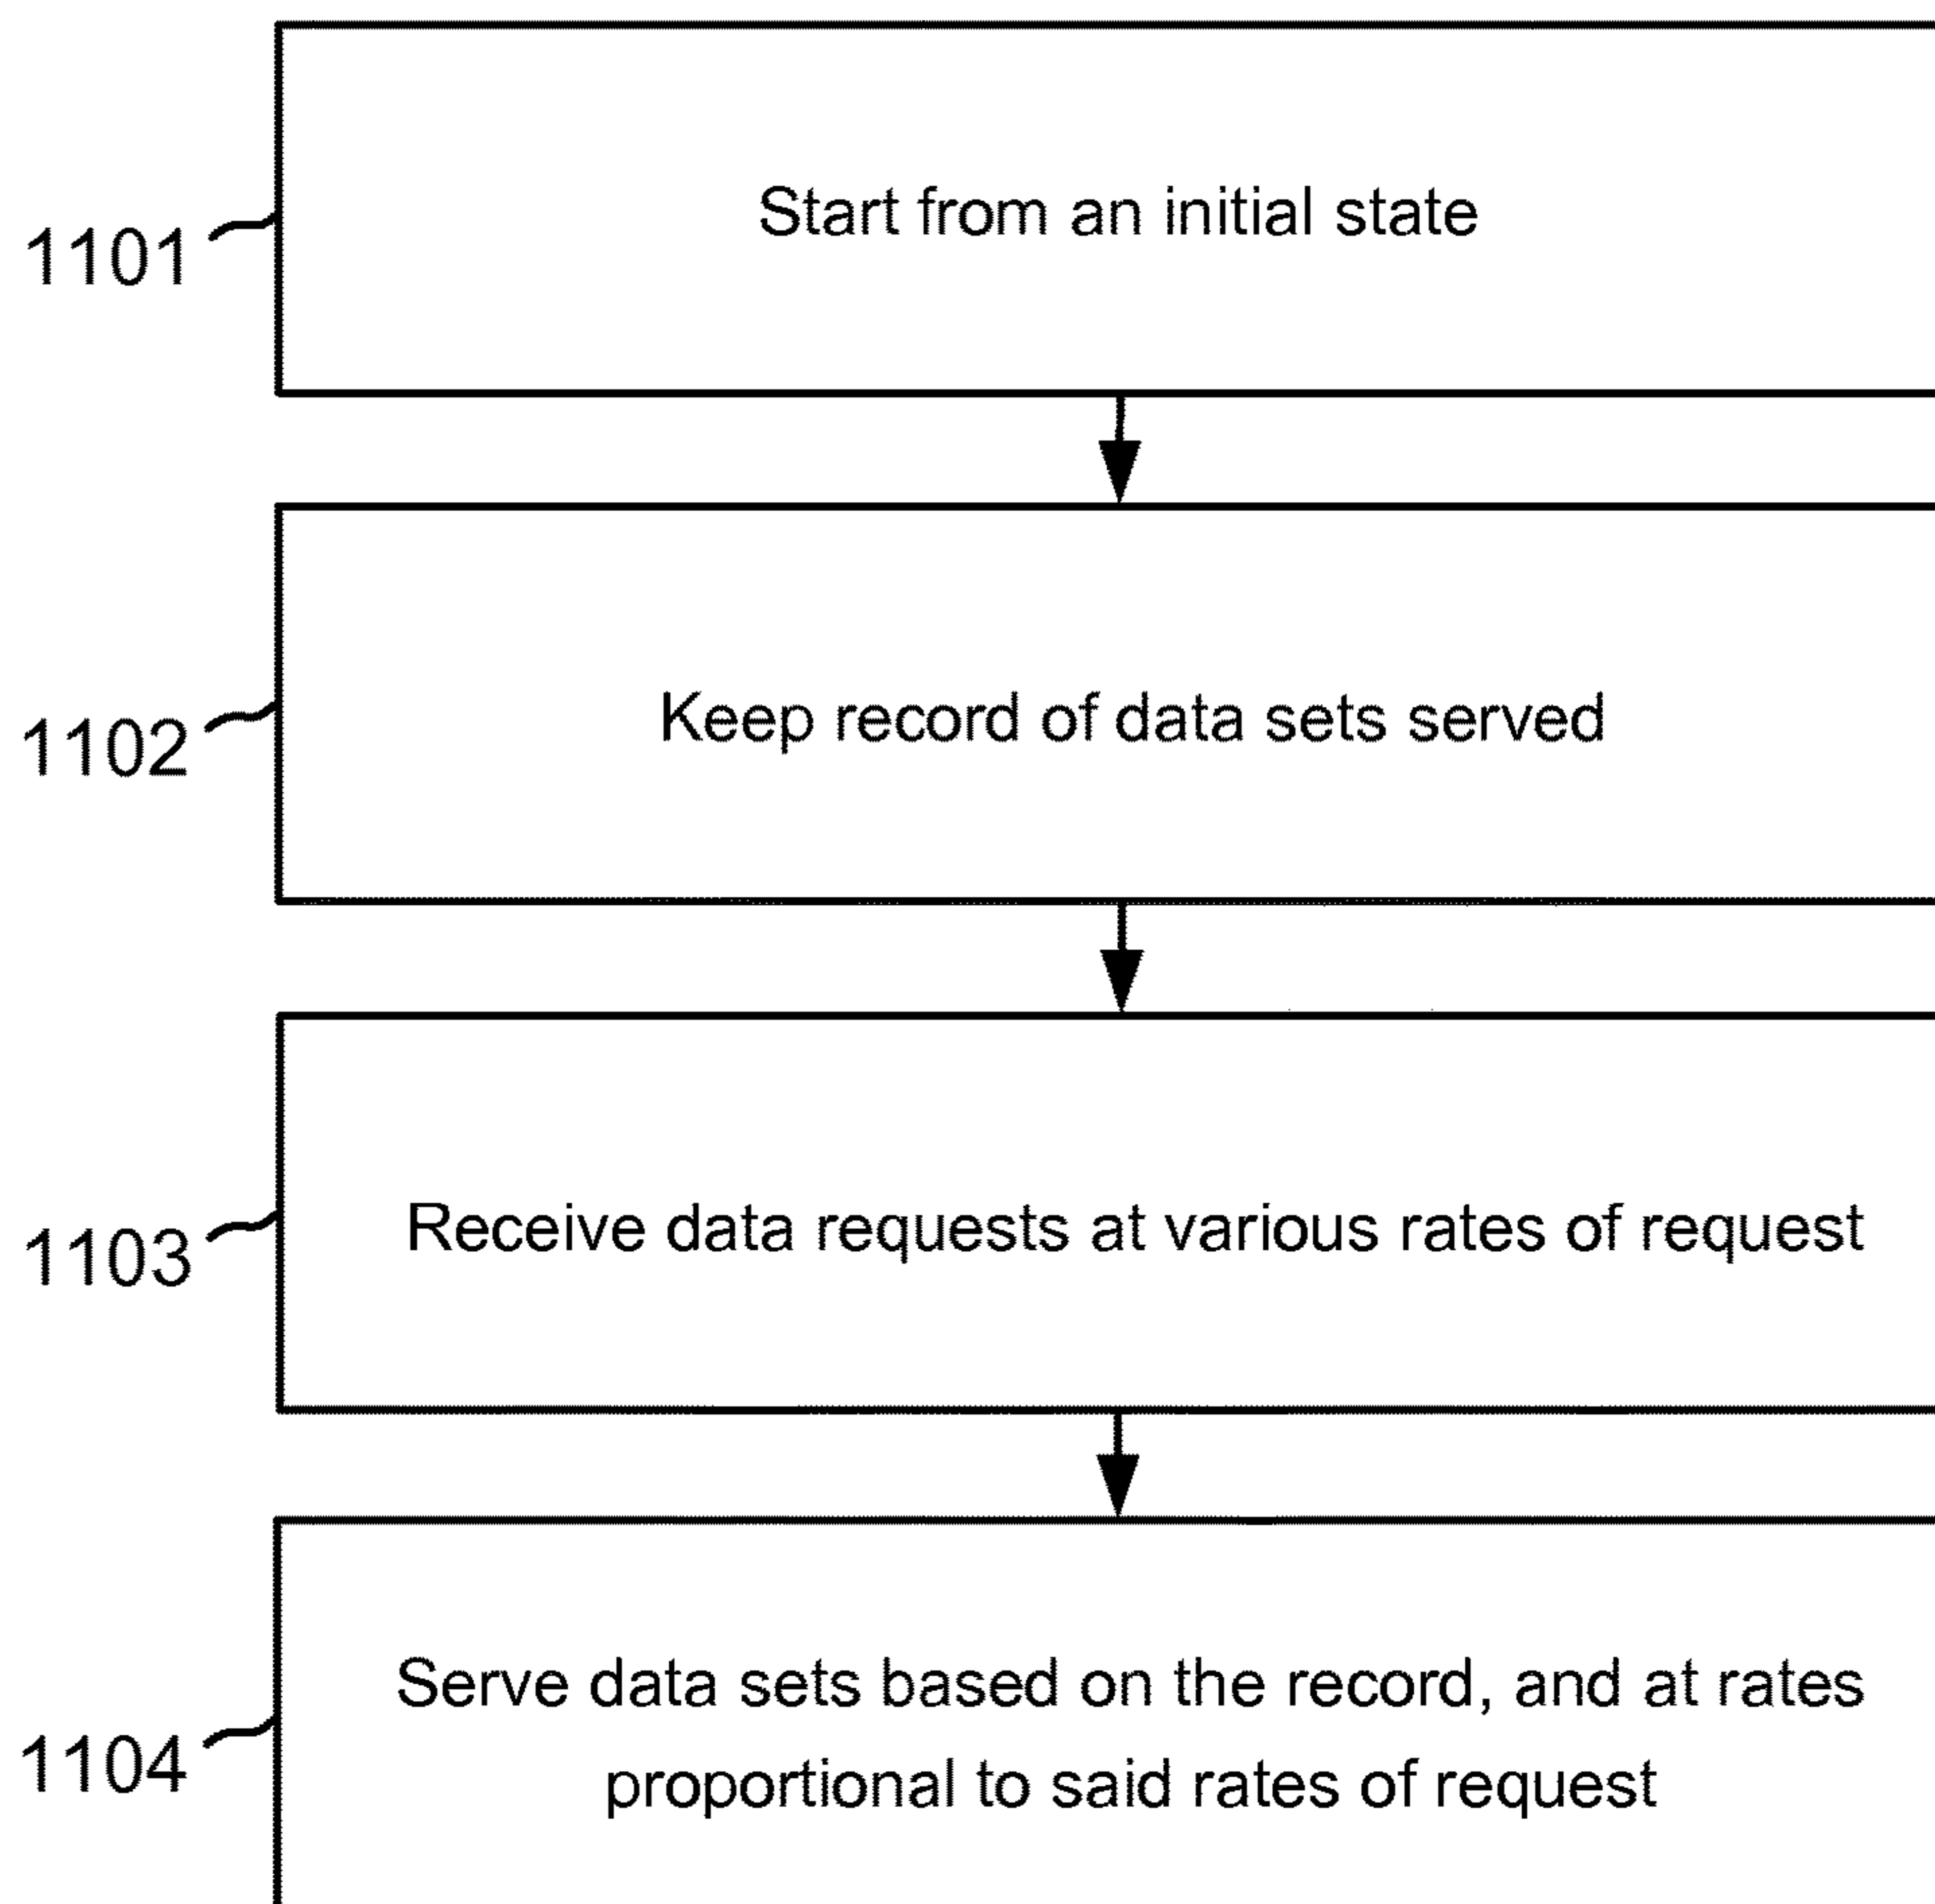 1101
Start from an initial state
1102
Keep record of data sets served
1103
Receive data requests at various rates of request
1104
Serve data sets based on the record, and at rates
proportional to said rates of request